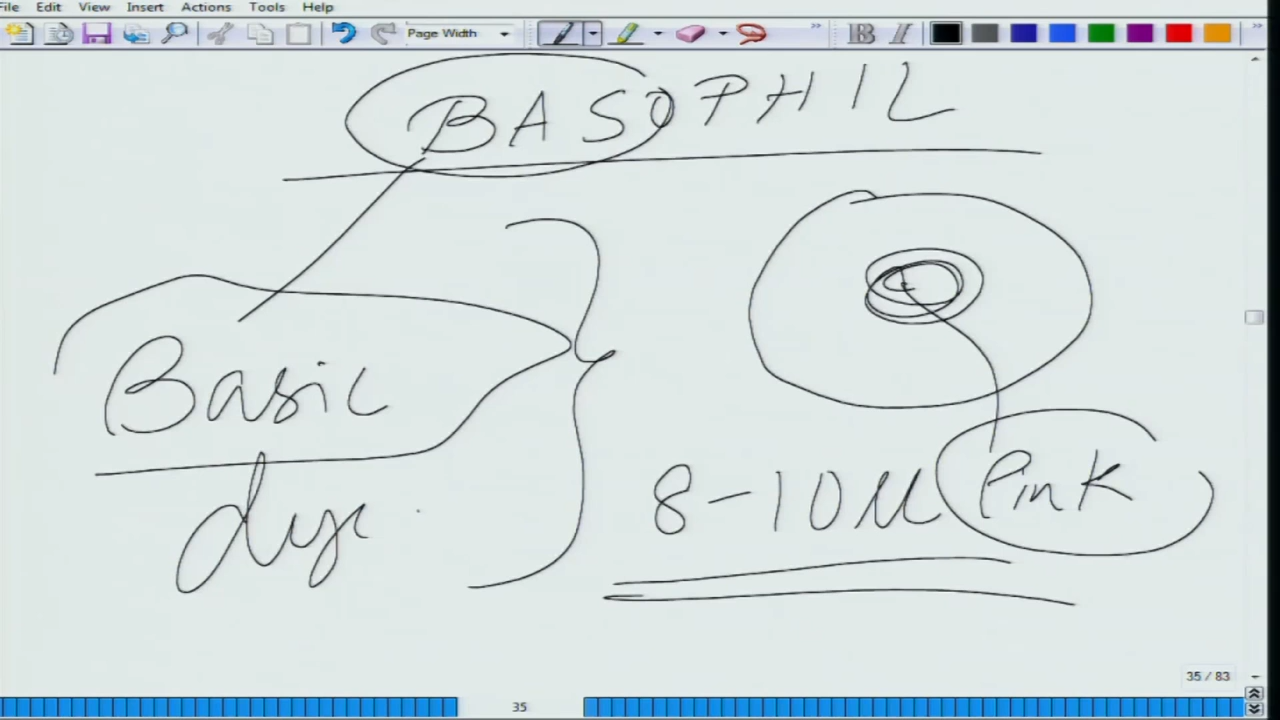 File Edit View Insert Actions Tools Help
Page Width
B I
BASOPHIL
Basic
dye
8-10μ Pink
35 / 83
35